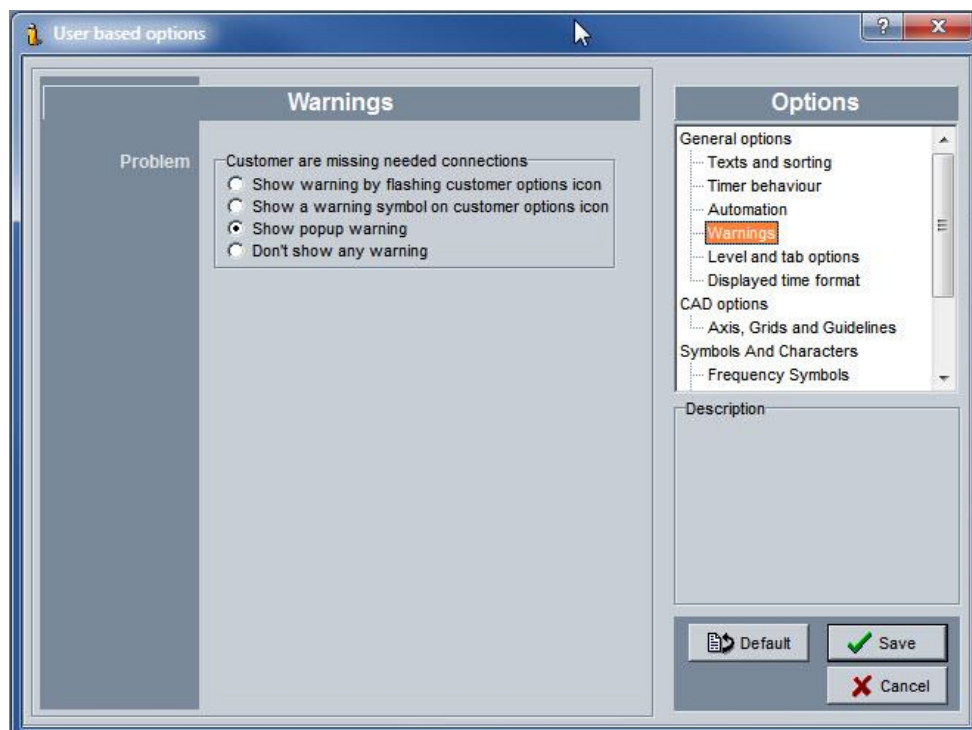 User based options
?
X
Warnings
Problem
Customer are missing needed connections
Show warning by flashing customer options icon
Show a warning symbol on customer options icon
Show popup warning
Don't show any warning
Options
General options
Texts and sorting
Timer behaviour
Automation
Warnings
Level and tab options
Displayed time format
CAD options
Axis, Grids and Guidelines
Symbols And Characters
Frequency Symbols
Description
Default
Save
Cancel